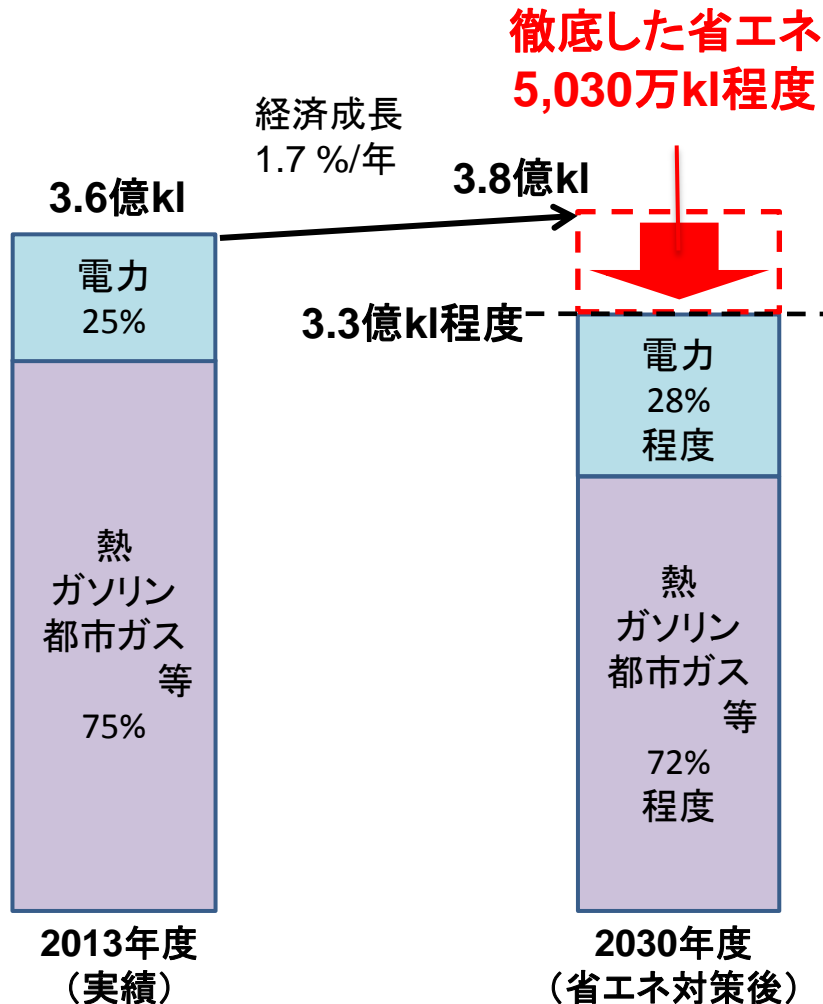 徹底した省エネ
5,030万kl程度
経済成長
1.7 %/年
3.6億kl
3.8億kl
3.3億kl程度
電力
25%
熱
ガソリン
都市ガス
等
75%
2013年度
（実績）
電力
28%
程度
熱
ガソリン
都市ガス
等
72%
程度
2030年度
（省エネ対策後）